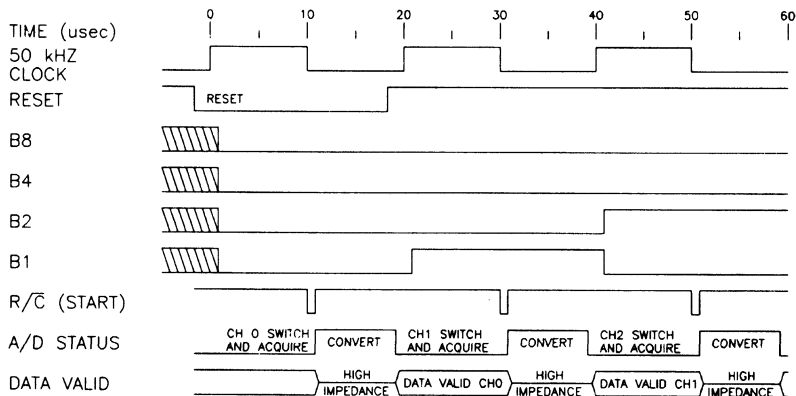 0 10 20 30 40 50 60
TIME (usec)
50 kHZ
CLOCK
RESET
RESET
B8
B4
B2
B1
R/C̅ (START)
A/D STATUS
CH 0 SWITCH
AND ACQUIRE
CONVERT
CH1 SWITCH
AND ACQUIRE
CONVERT
CH2 SWITCH
AND ACQUIRE
CONVERT
DATA VALID
HIGH
IMPEDANCE
DATA VALID CH0
HIGH
IMPEDANCE
DATA VALID CH1
HIGH
IMPEDANCE